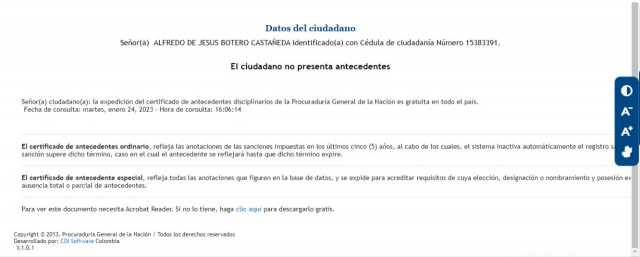 Datos del ciudadano
Señor(a) ALFREDO DE JESUS BOTERO CASTAÑEDA identificado(a) con Cédula de ciudadanía Número 15383391.
El ciudadano no presenta antecedentes
Señor(a) ciudadano(a): la expedición del certificado de antecedentes disciplinarios de la Procuraduría General de la Nación es gratuita en todo el país.
Fecha de consulta: martes, enero 24, 2023 - Hora de consulta: 16:06:14
El certificado de antecedentes ordinario, refleja las anotaciones de las sanciones impuestas en los últimos cinco (5) años, al cabo de los cuales, el sistema inactiva automáticamente el registro
sanción supere dicho término, caso en el cual el antecedente se reflejará hasta que dicho término expire.
El certificado de antecedente especial, refleja todas las anotaciones que figuren en la base de datos, y se expide para acreditar requisitos de cuya elección, designación o nombramiento y posesión
ausencia total o parcial de antecedentes.
Para ver este documento necesita Acrobat Reader. Si no lo tiene, haga clic aquí para descargarlo gratis.
Copyright © 2013. Procuraduría General de la Nación / Todos los derechos reservados
Desarrollado por: CDI Software Colombia
V.1.0.1
A-
A+